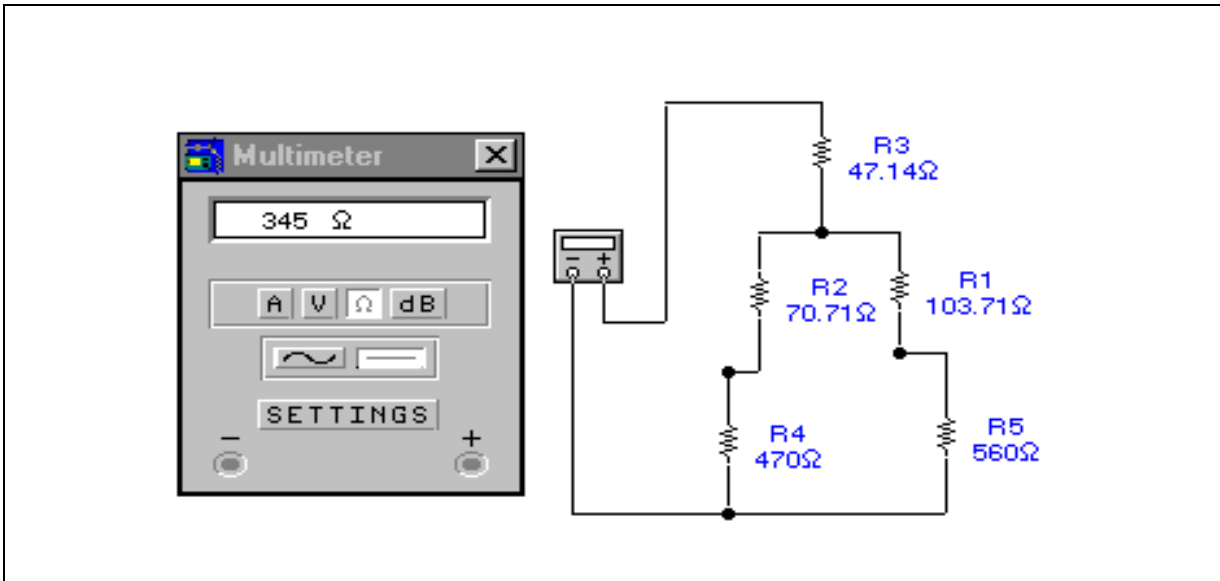 Multimeter
345 Ω
A V Ω dB
SETTINGS
− +
− +
R3
47.14Ω
R2
70.71Ω
R1
103.71Ω
R4
470Ω
R5
560Ω